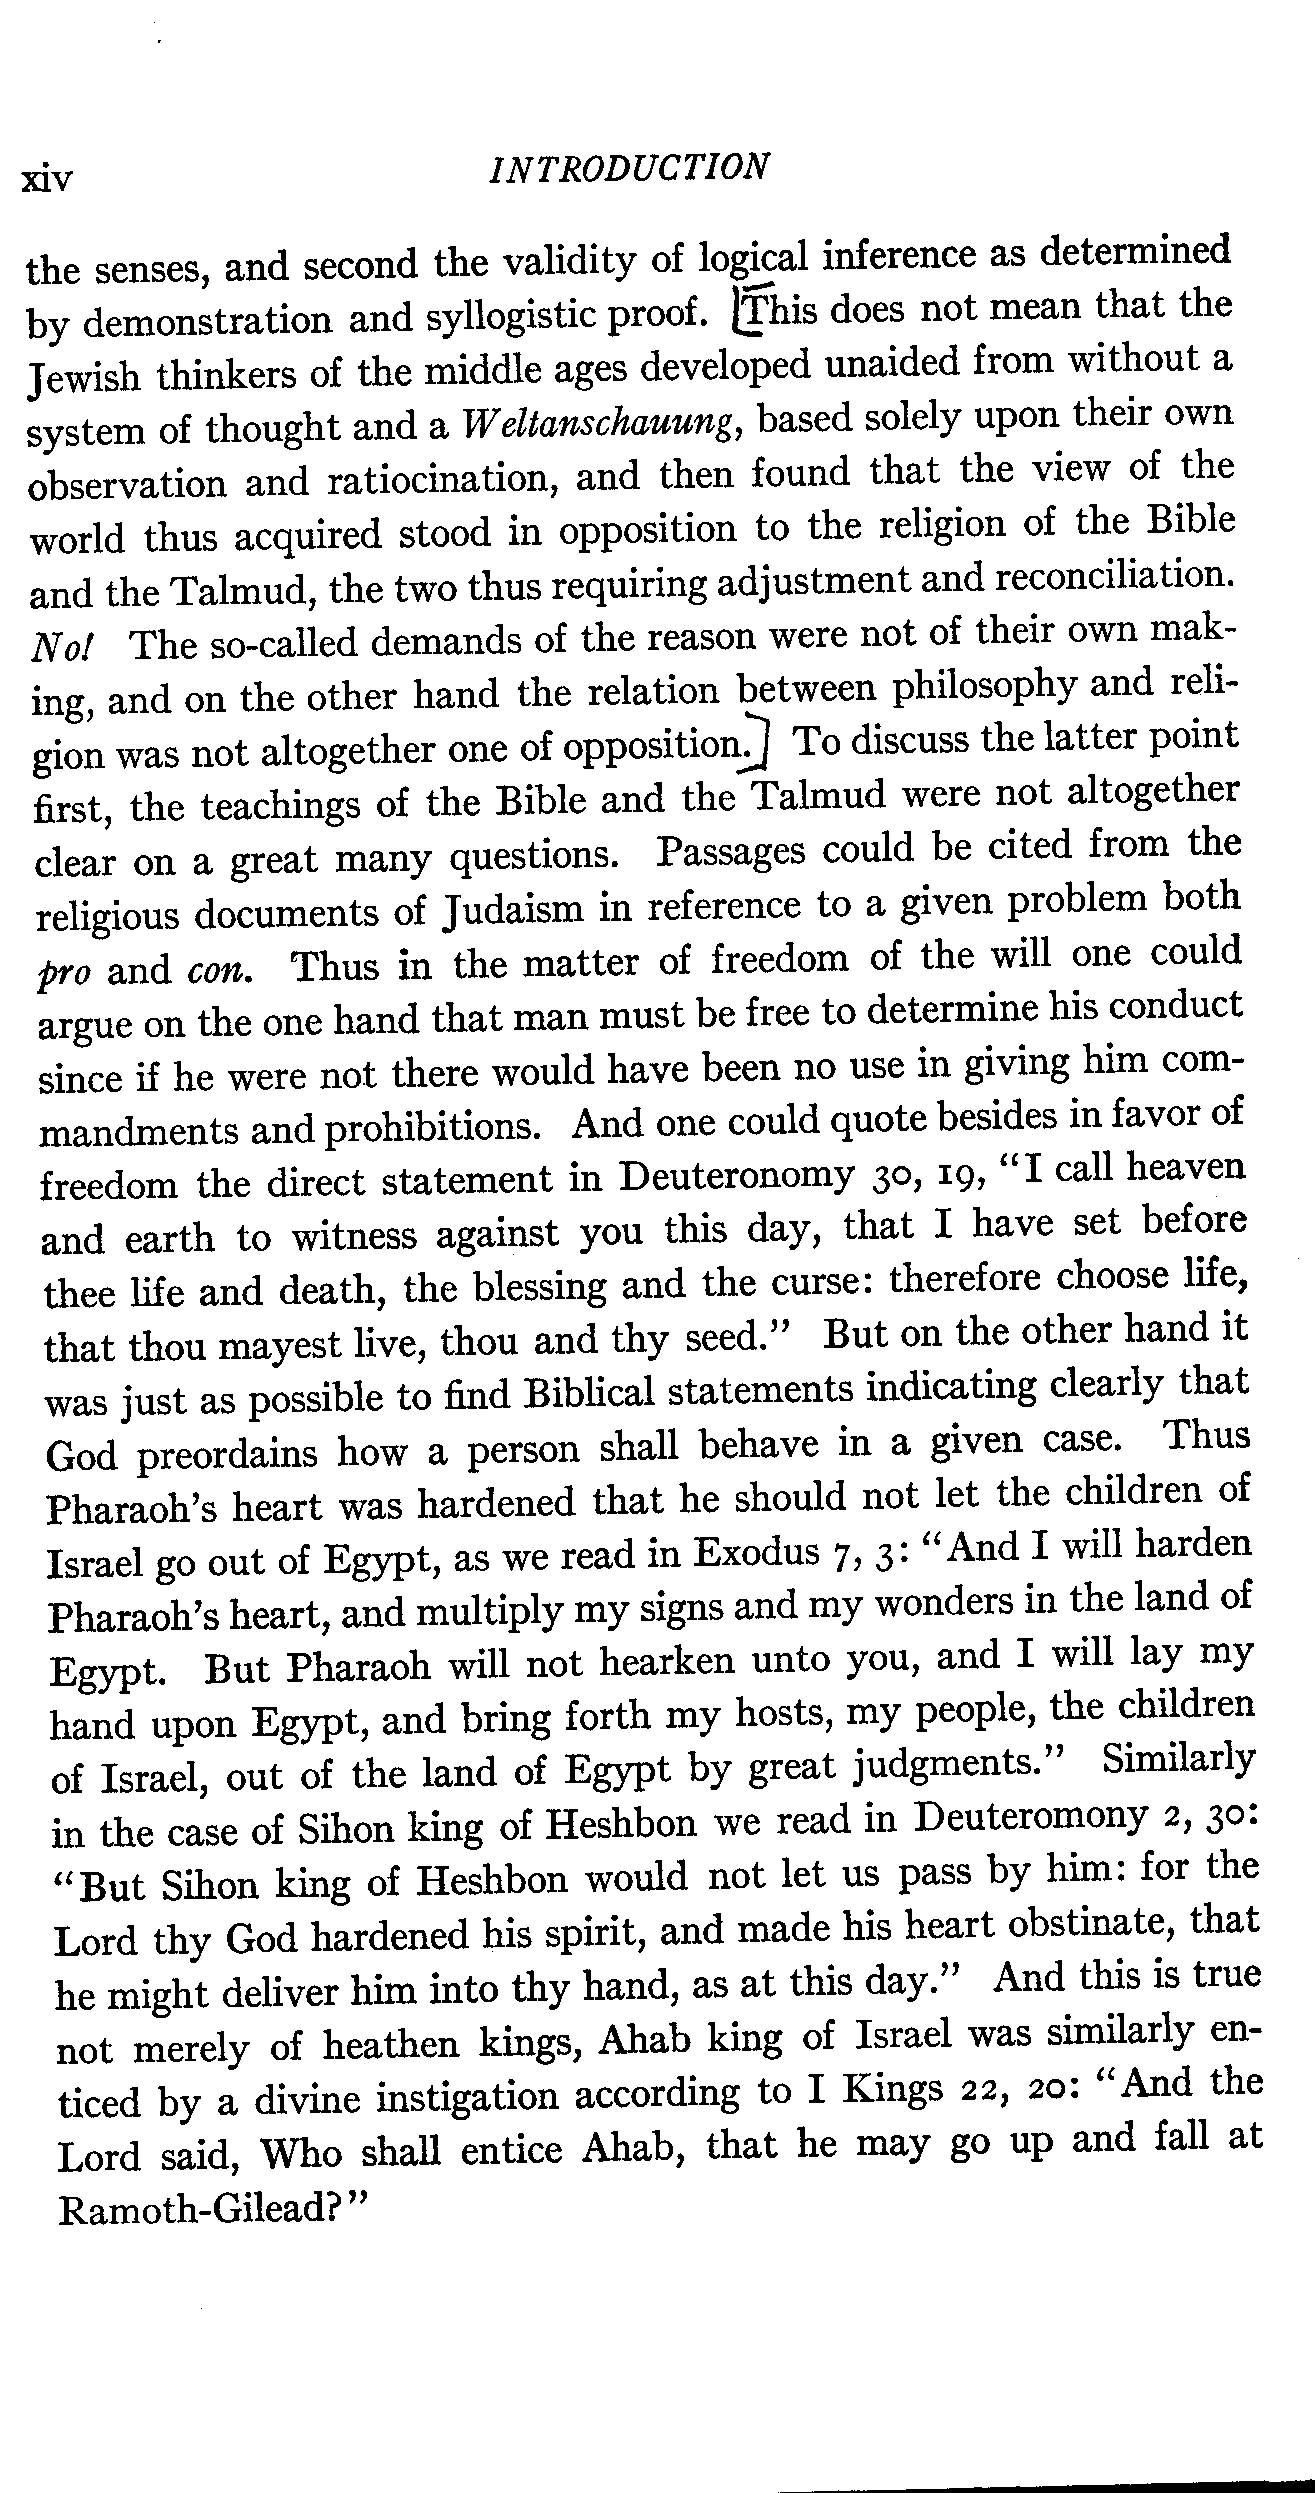 xiv INTRODUCTION
the senses, and second the validity of logical inference as determined
by demonstration and syllogistic proof. [This does not mean that the
Jewish thinkers of the middle ages developed unaided from without a
system of thought and a Weltanschauung, based solely upon their own
observation and ratiocination, and then found that the view of the
world thus acquired stood in opposition to the religion of the Bible
and the Talmud, the two thus requiring adjustment and reconciliation.
No! The so-called demands of the reason were not of their own mak-
ing, and on the other hand the relation between philosophy and reli-
gion was not altogether one of opposition.] To discuss the latter point
first, the teachings of the Bible and the Talmud were not altogether
clear on a great many questions. Passages could be cited from the
religious documents of Judaism in reference to a given problem both
pro and con. Thus in the matter of freedom of the will one could
argue on the one hand that man must be free to determine his conduct
since if he were not there would have been no use in giving him com-
mandments and prohibitions. And one could quote besides in favor of
freedom the direct statement in Deuteronomy 30, 19, "I call heaven
and earth to witness against you this day, that I have set before
thee life and death, the blessing and the curse: therefore choose life,
that thou mayest live, thou and thy seed." But on the other hand it
was just as possible to find Biblical statements indicating clearly that
God preordains how a person shall behave in a given case. Thus
Pharaoh's heart was hardened that he should not let the children of
Israel go out of Egypt, as we read in Exodus 7, 3: "And I will harden
Pharaoh's heart, and multiply my signs and my wonders in the land of
Egypt. But Pharaoh will not hearken unto you, and I will lay my
hand upon Egypt, and bring forth my hosts, my people, the children
of Israel, out of the land of Egypt by great judgments." Similarly
in the case of Sihon king of Heshbon we read in Deuteromony 2, 30:
"But Sihon king of Heshbon would not let us pass by him: for the
Lord thy God hardened his spirit, and made his heart obstinate, that
he might deliver him into thy hand, as at this day." And this is true
not merely of heathen kings, Ahab king of Israel was similarly en-
ticed by a divine instigation according to I Kings 22, 20: "And the
Lord said, Who shall entice Ahab, that he may go up and fall at
Ramoth-Gilead?"